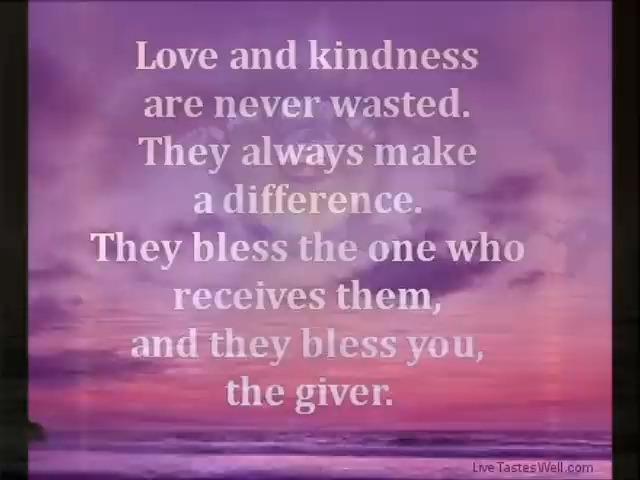 Love and kindness
are never wasted.
They always make
a difference.
They bless the one who
receives them,
and they bless you,
the giver.
LiveTastesWell.com